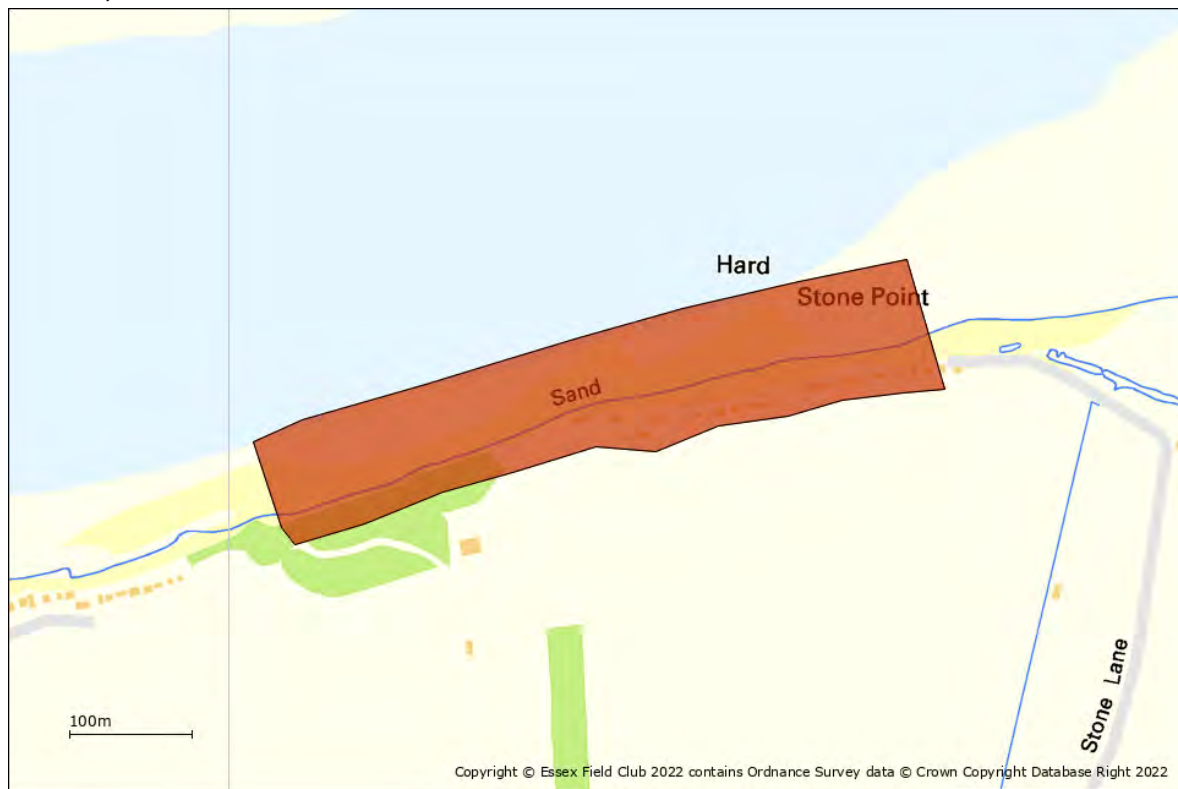 Hard
Stone Point
Sand
Stone Lane
100m
Copyright © Essex Field Club 2022 contains Ordnance Survey data © Crown Copyright Database Right 2022